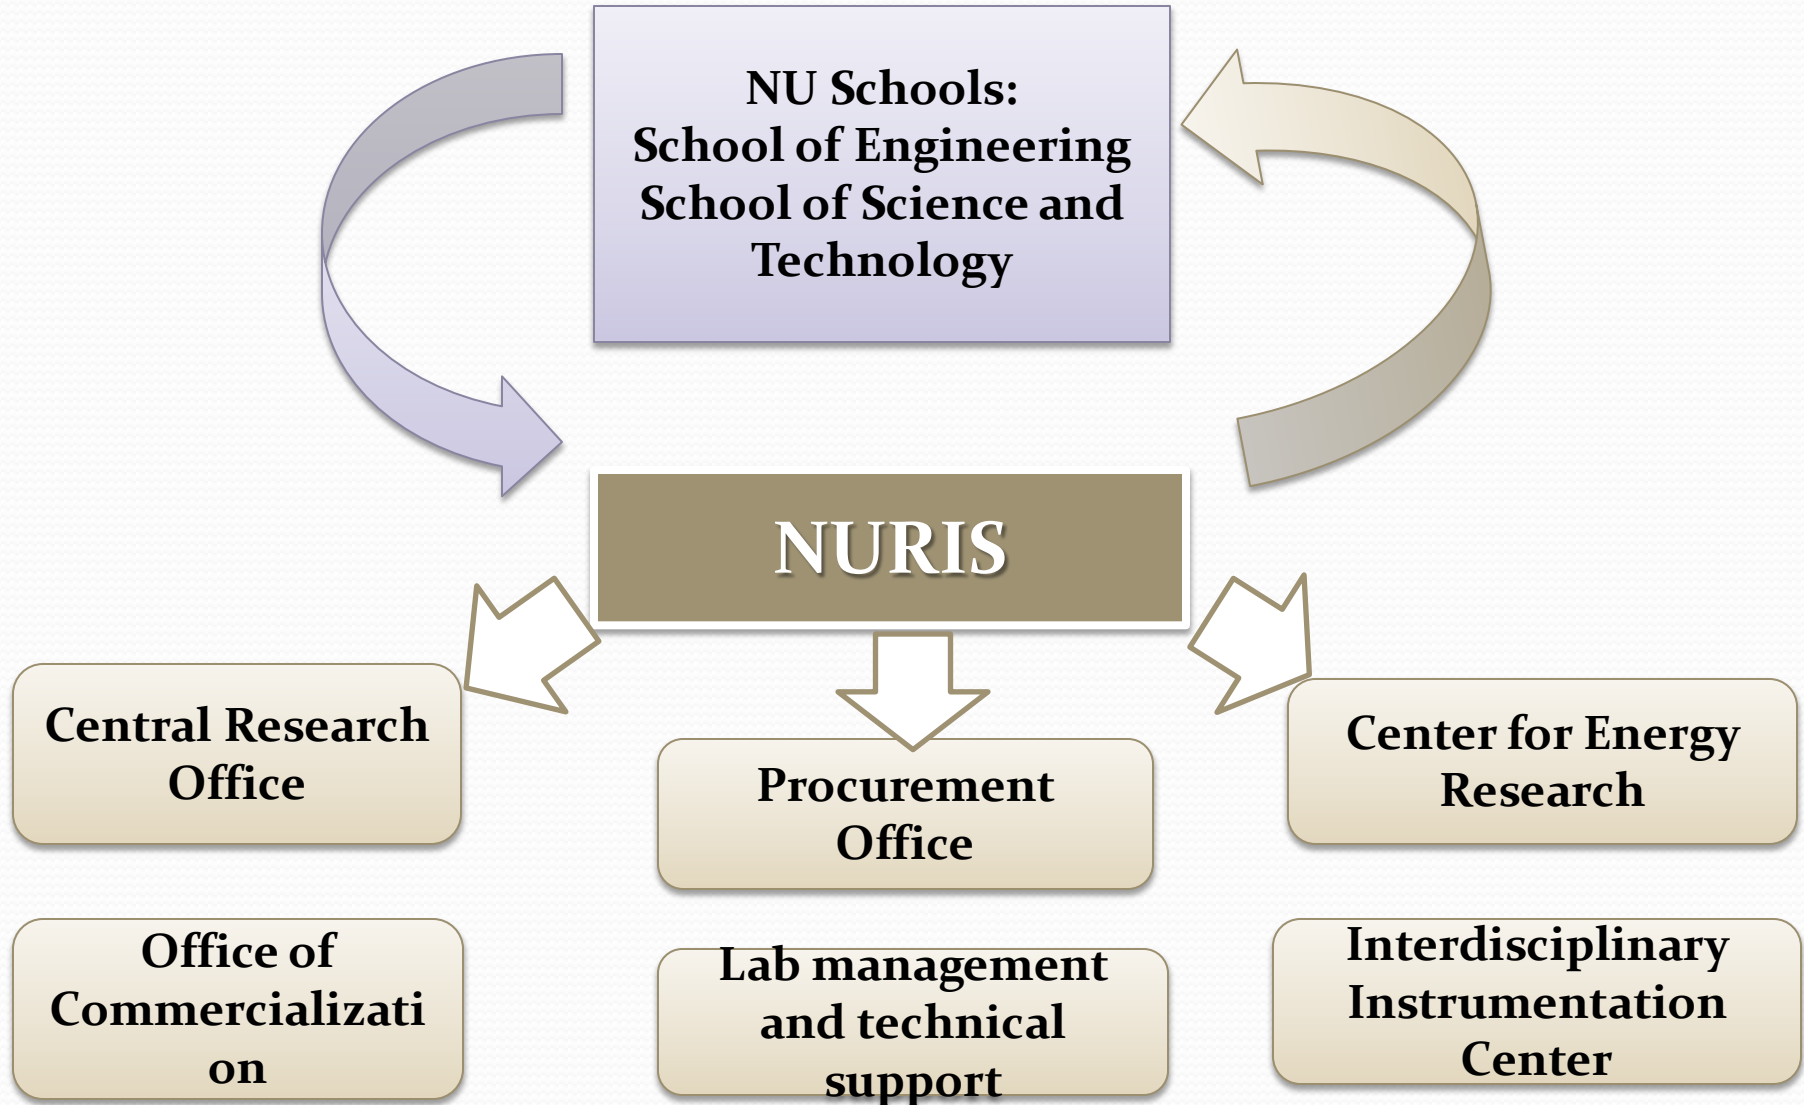 NU Schools:
School of Engineering
School of Science and
Technology
NURIS
Central Research
Office
Procurement
Office
Center for Energy
Research
Office of
Commercializati
on
Lab management
and technical
support
Interdisciplinary
Instrumentation
Center